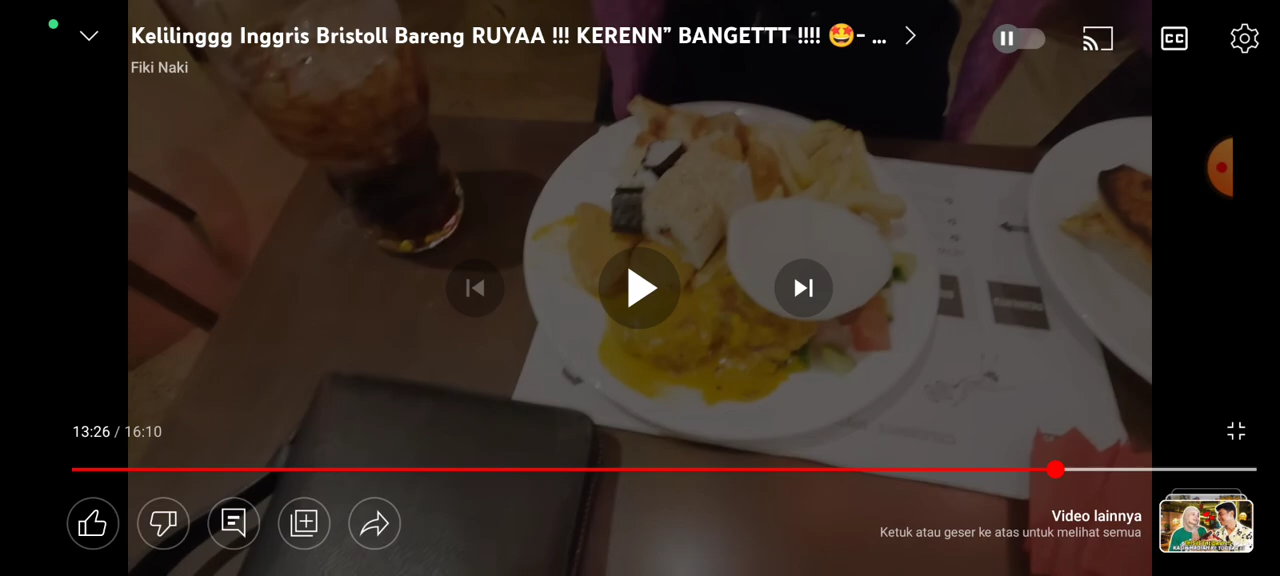 Kelilinggg Inggris Bristoll Bareng RUYAA !!! KERENN” BANGETTT !!!! 🤩- ...
Fiki Naki
CC
13:26 / 16:10
Video lainnya
Ketuk atau geser ke atas untuk melihat semua